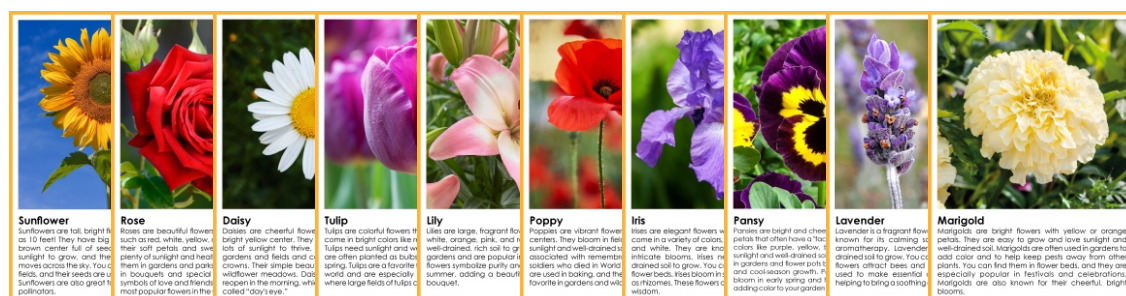 Sunflower
Sunflowers are tall, bright fl
as 10 feet! They have big
brown center full of seed
sunlight to grow, and the
moves across the sky. You c
fields, and their seeds are u
Sunflowers are also great f
pollinators.
Rose
Roses are beautiful flowers
such as red, white, yellow,
their soft petals and swe
plenty of sunlight and healt
them in gardens and parks
in bouquets and special
symbols of love and friends
most popular flowers in the
Daisy
Daisies are cheerful flowe
bright yellow center. They
lots of sunlight to thrive.
gardens and fields and c
crowns. Their simple beau
reopen in the morning, whic
called "day's eye."
Tulip
Tulips are colorful flowers th
come in bright colors like r
Tulips need sunlight and we
are often planted as bulbs
spring. Tulips are a favorite
where large fields of tulips c
Lily
Lilies are large, fragrant flo
white, orange, pink, and r
well-drained, rich soil to gr
gardens and are popular i
flowers symbolize purity an
summer, adding a beauti
bouquet.
Poppy
Poppies are vibrant flower
centers. They bloom in field
sunlight and well-drained so
associated with remembr
soldiers who died in World
are used in baking, and the
favorite in gardens and wild
Iris
Irises are elegant flowers w
come in a variety of colors,
and white. They are kno
intricate blooms. Irises ne
drained soil to grow. You c
flower beds. Irises bloom in s
as rhizomes. These flowers c
wisdom.
Pansy
Pansies are bright and chee
petals that often have a "fac
colors like purple, yellow,
sunlight and well-drained soi
in gardens and flower pots b
and cool-season growth. P
bloom in early spring and f
adding color to your garden
Lavender
Lavender is a fragrant flow
known for its calming sc
aromatherapy. Lavender
drained soil to grow. You c
flowers attract bees and
used to make essential
helping to bring a soothing
Marigold
Marigolds are bright flowers with yellow or orange
petals. They are easy to grow and love sunlight and
well-drained soil. Marigolds are often used in gardens to
add color and to help keep pests away from other
plants. You can find them in flower beds, and they are
especially popular in festivals and celebrations.
Marigolds are also known for their cheerful, bright
blooms.